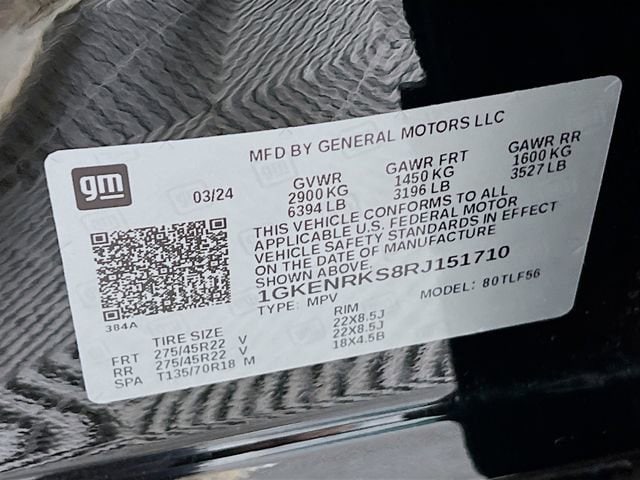 MFD BY GENERAL MOTORS LLC
gm
03/24
GVWR GAWR FRT GAWR RR
2900 KG 1450 KG 1600 KG
6394 LB 3196 LB 3527 LB
THIS VEHICLE CONFORMS TO ALL
APPLICABLE U.S. FEDERAL MOTOR
VEHICLE SAFETY STANDARDS IN EFFECT
ON THE DATE OF MANUFACTURE
SHOWN ABOVE.
1GKENRKS8RJ151710
TYPE: MPV MODEL: 80TLF56
384A
TIRE SIZE RIM
FRT 275/45R22 V 22X8.5J
RR 275/45R22 V 22X8.5J
SPA T135/70R18 M 18X4.5B